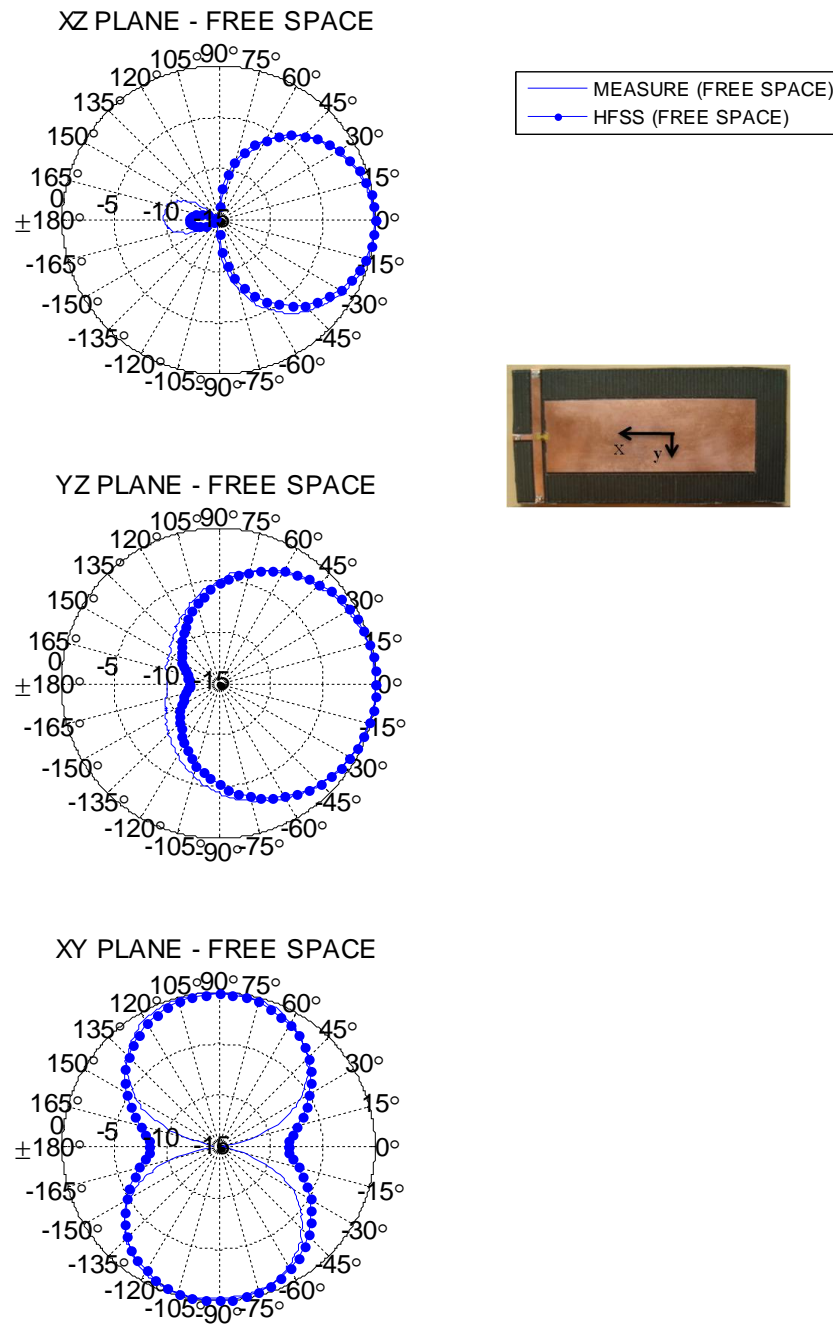 XZ PLANE - FREE SPACE
105° 90° 75°
120° 60°
135° 45°
150° 30°
165° 15°
0 -5 -10 -15
±180° 0°
-165° -15°
-150° -30°
-135° -45°
-120° -60°
-105° -90° -75°
MEASURE (FREE SPACE)
HFSS (FREE SPACE)
X y
YZ PLANE - FREE SPACE
105° 90° 75°
120° 60°
135° 45°
150° 30°
165° 15°
0 -5 -10 -15
±180° 0°
-165° -15°
-150° -30°
-135° -45°
-120° -60°
-105° -90° -75°
XY PLANE - FREE SPACE
105° 90° 75°
120° 60°
135° 45°
150° 30°
165° 15°
0 -5 -10 -15
±180° 0°
-165° -15°
-150° -30°
-135° -45°
-120° -60°
-105° -90° -75°